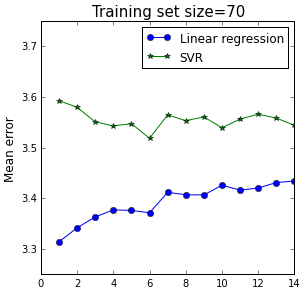 Training set size=70
Linear regression
SVR
Mean error
3.7
3.6
3.5
3.4
3.3
0 2 4 6 8 10 12 14